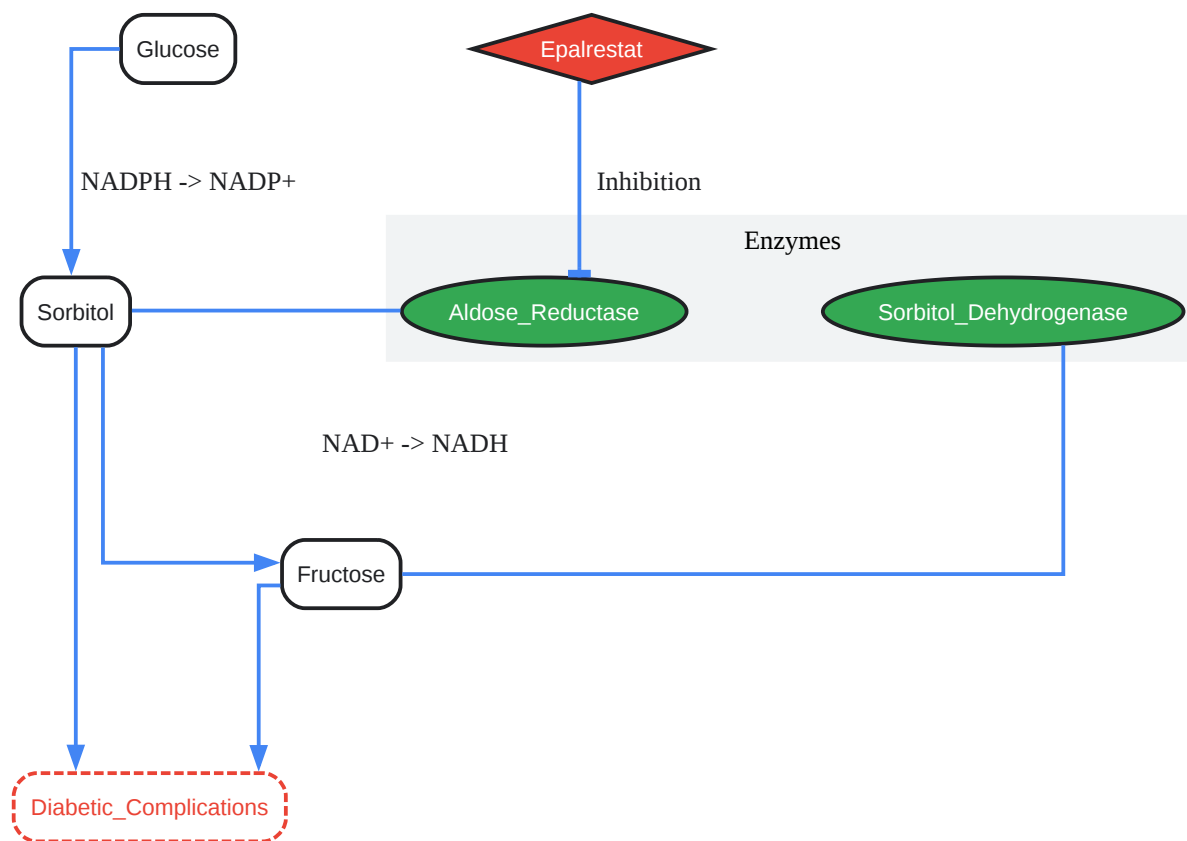 Glucose
Epalrestat
NADPH -> NADP+
Inhibition
Enzymes
Sorbitol
Aldose_Reductase
Sorbitol_Dehydrogenase
NAD+ -> NADH
Fructose
Diabetic_Complications